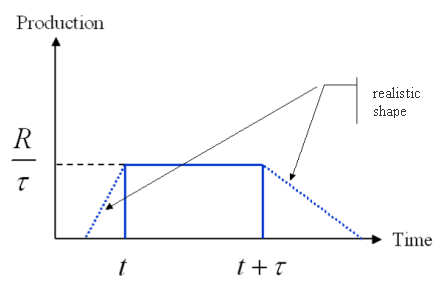 Production
realistic
shape
R
τ
Time
t
t + τ